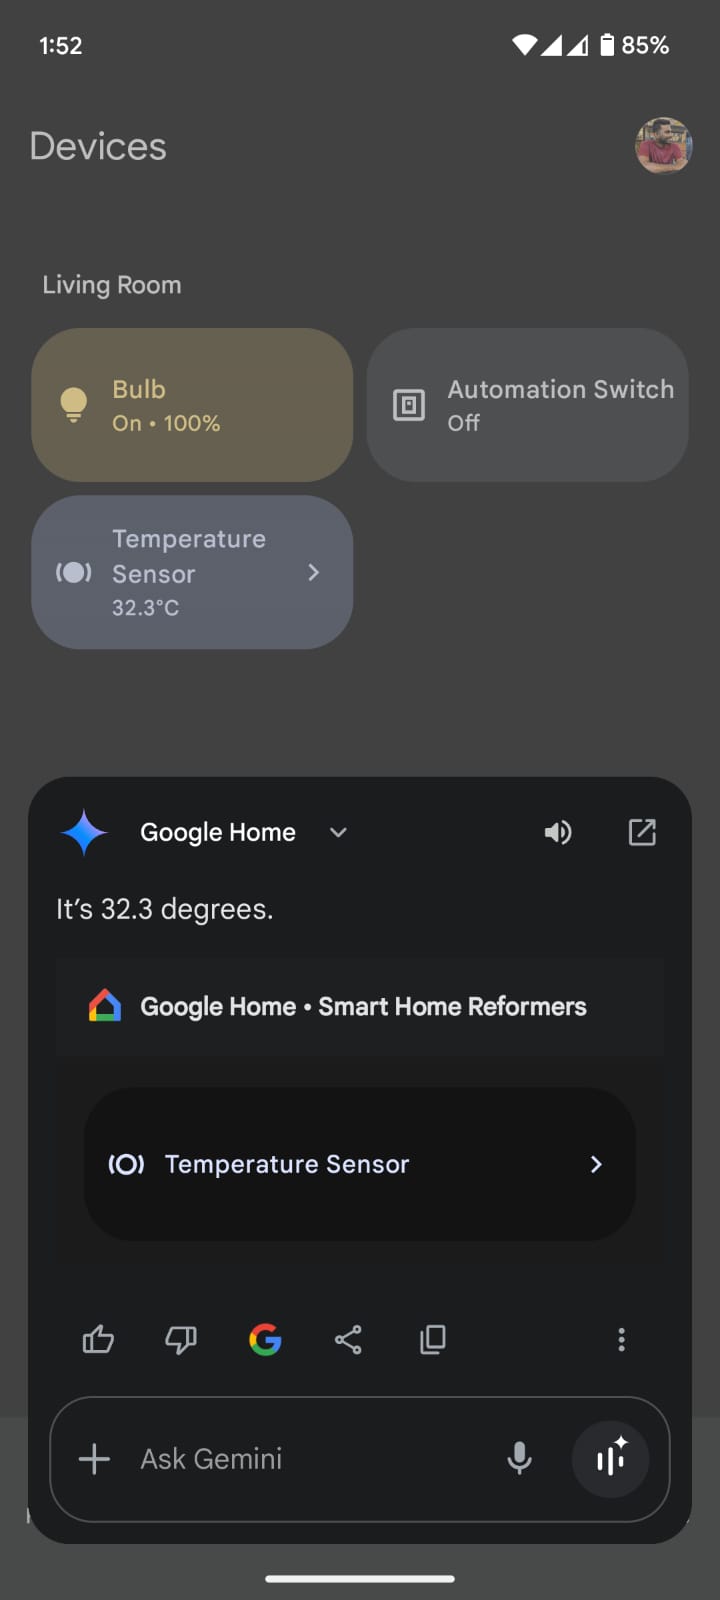 1:52
85%
Devices
Living Room
Bulb
On • 100%
Automation Switch
Off
Temperature
Sensor
32.3°C
Google Home
It's 32.3 degrees.
Google Home • Smart Home Reformers
Temperature Sensor
Ask Gemini